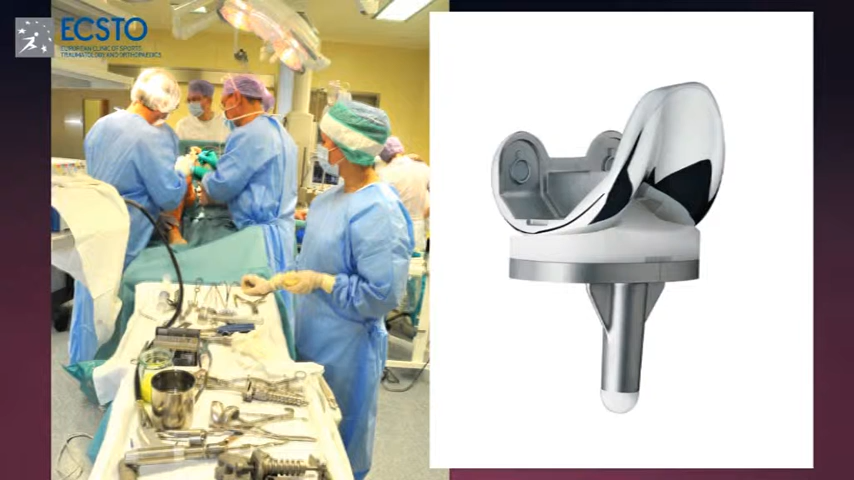 ECSTO
EUROPEAN CLINIC OF SPORTS
TRAUMATOLOGY AND ORTHOPAEDICS